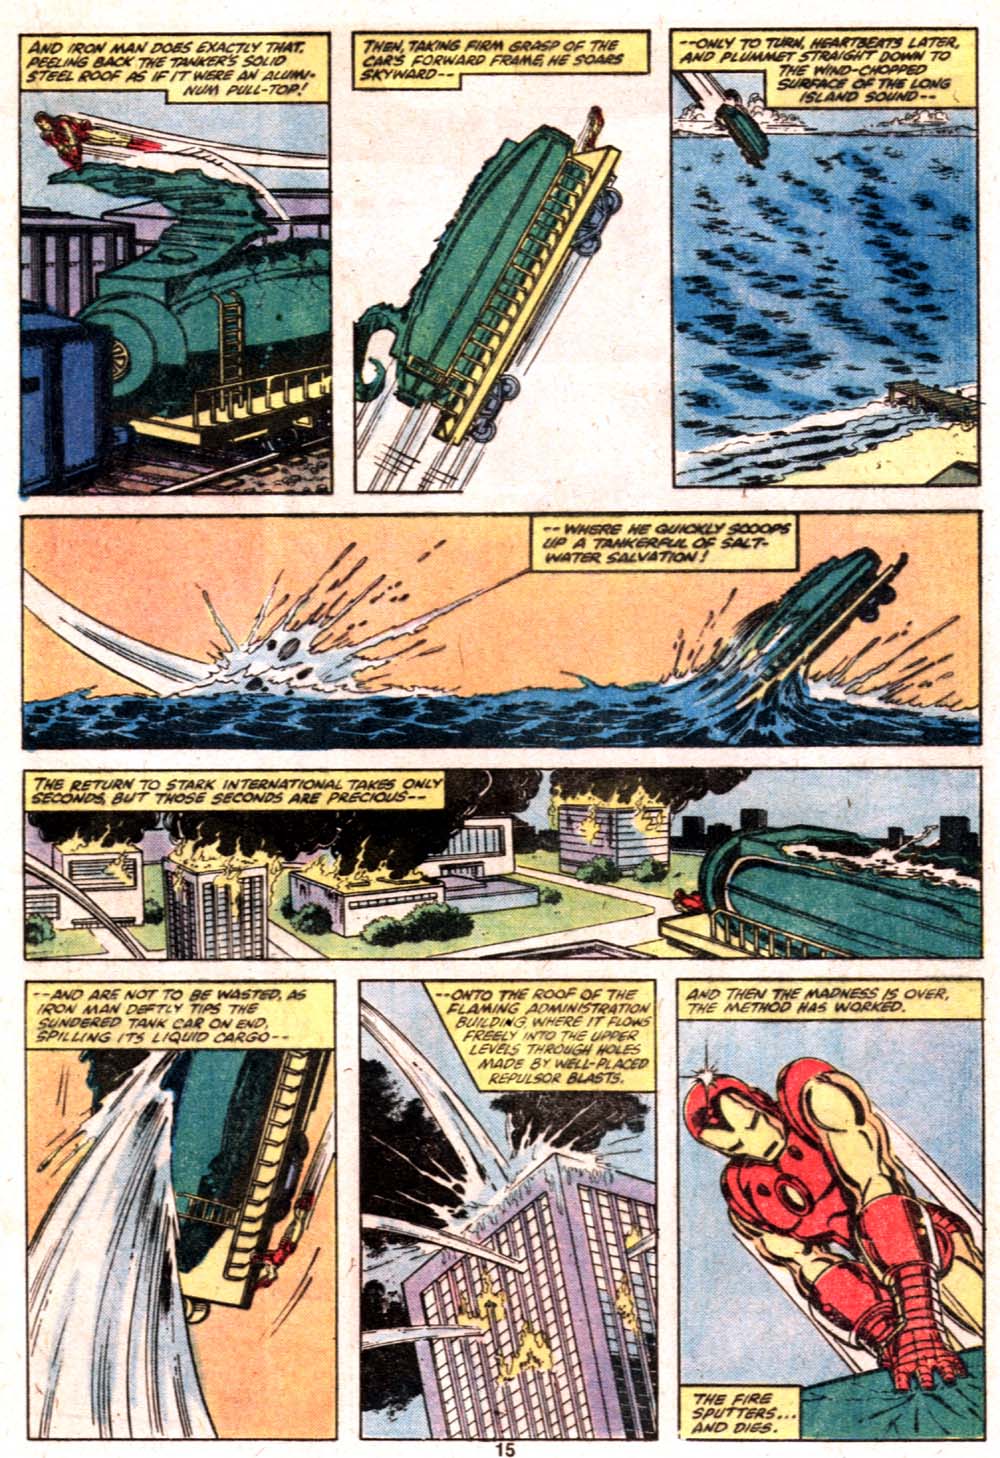 AND IRON MAN DOES EXACTLY THAT,
PEELING BACK THE TANKER'S SOLID
STEEL ROOF AS IF IT WERE AN ALUMI-
NUM PULL-TOP!
THEN, TAKING FIRM GRASP OF THE
CAR'S FORWARD FRAME, HE SOARS
SKYWARD--
--ONLY TO TURN, HEARTBEATS LATER,
AND PLUMMET STRAIGHT DOWN TO
THE WIND-CHOPPED
SURFACE OF THE LONG
ISLAND SOUND--
--WHERE HE QUICKLY SCOOPS
UP A TANKERFUL OF SALT-
WATER SALVATION!
THE RETURN TO STARK INTERNATIONAL TAKES ONLY
SECONDS, BUT THOSE SECONDS ARE PRECIOUS--
--AND ARE NOT TO BE WASTED, AS
IRON MAN DEFTLY TIPS THE
SUNDERED TANK CAR ON END,
SPILLING ITS LIQUID CARGO--
--ONTO THE ROOF OF THE
FLAMING ADMINISTRATION
BUILDING, WHERE IT FLOWS
FREELY INTO THE UPPER
LEVELS THROUGH HOLES
MADE BY WELL-PLACED
REPULSOR BLASTS.
AND THEN THE MADNESS IS OVER,
THE METHOD HAS WORKED.
THE FIRE
SPUTTERS...
AND DIES.
15